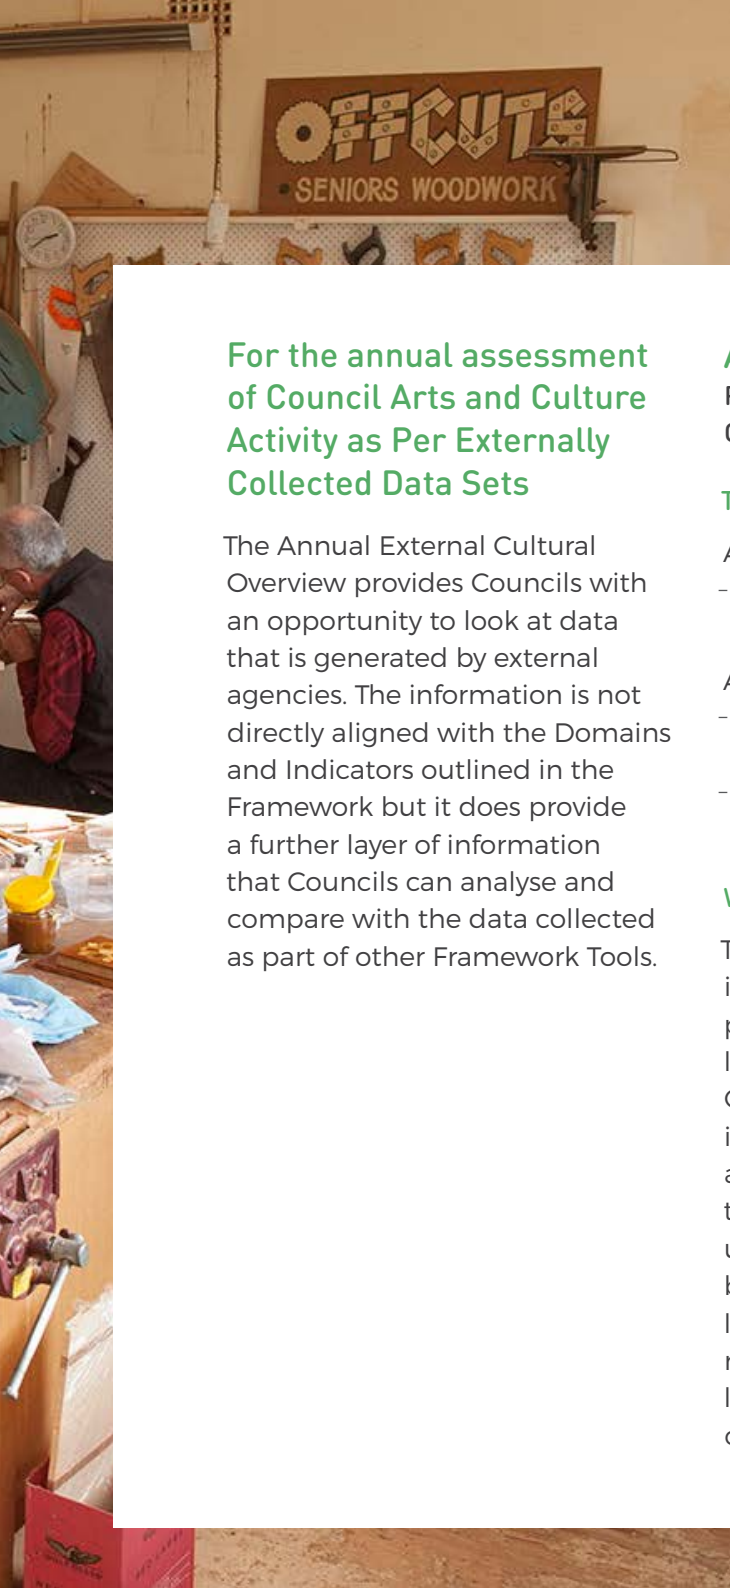 OFFCUTS
SENIORS WOODWORK
For the annual assessment
of Council Arts and Culture
Activity as Per Externally
Collected Data Sets
The Annual External Cultural
Overview provides Councils with
an opportunity to look at data
that is generated by external
agencies. The information is not
directly aligned with the Domains
and Indicators outlined in the
Framework but it does provide
a further layer of information
that Councils can analyse and
compare with the data collected
as part of other Framework Tools.